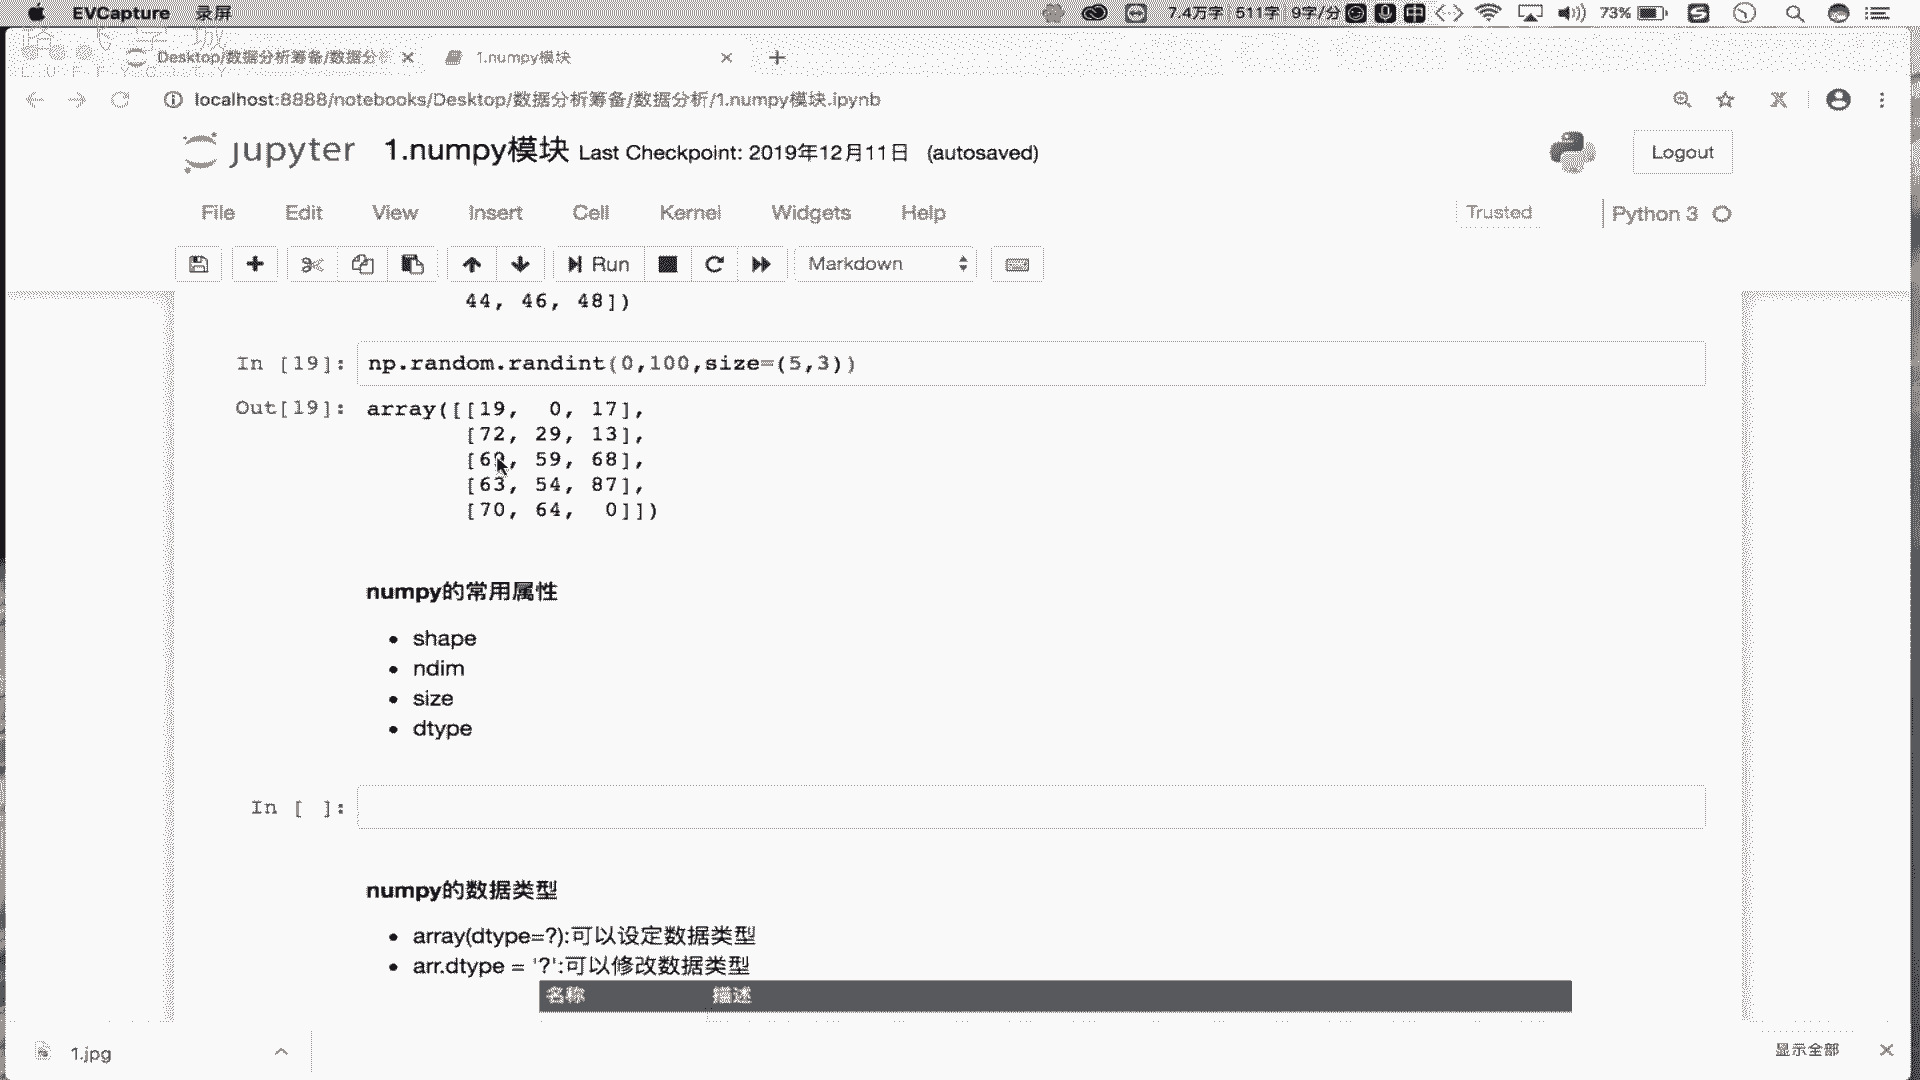 EVCapture 录屏 7.4万字 511字 9字/分 中 73%
Desktop/数据分析筹备/数据分析 1.numpy模块
localhost:8888/notebooks/Desktop/数据分析筹备/数据分析/1.numpy模块.ipynb
jupyter 1.numpy模块 Last Checkpoint: 2019年12月11日 (autosaved) Logout
File Edit View Insert Cell Kernel Widgets Help Trusted Python 3
Run Markdown
44, 46, 48])
In [19]: np.random.randint(0,100,size=(5,3))
Out[19]: array([[19, 0, 17],
[72, 29, 13],
59, 68],
[63, 54, 87],
[70, 64, 0]])
numpy的常用属性
shape
ndim
size
dtype
In [ ]:
numpy的数据类型
array(dtype=?):可以设定数据类型
arr.dtype = '?':可以修改数据类型
名称 描述
1.jpg 显示全部